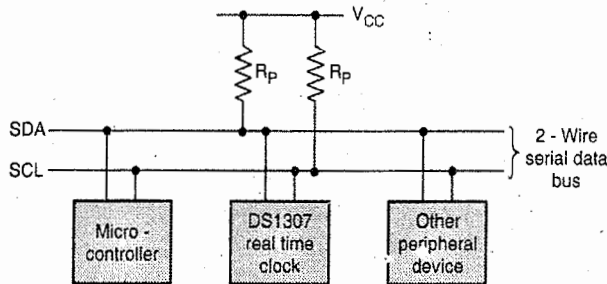 V_CC
R_P R_P
SDA
SCL
2 - Wire
serial data
bus
Micro -
controller
DS1307
real time
clock
Other
peripheral
device